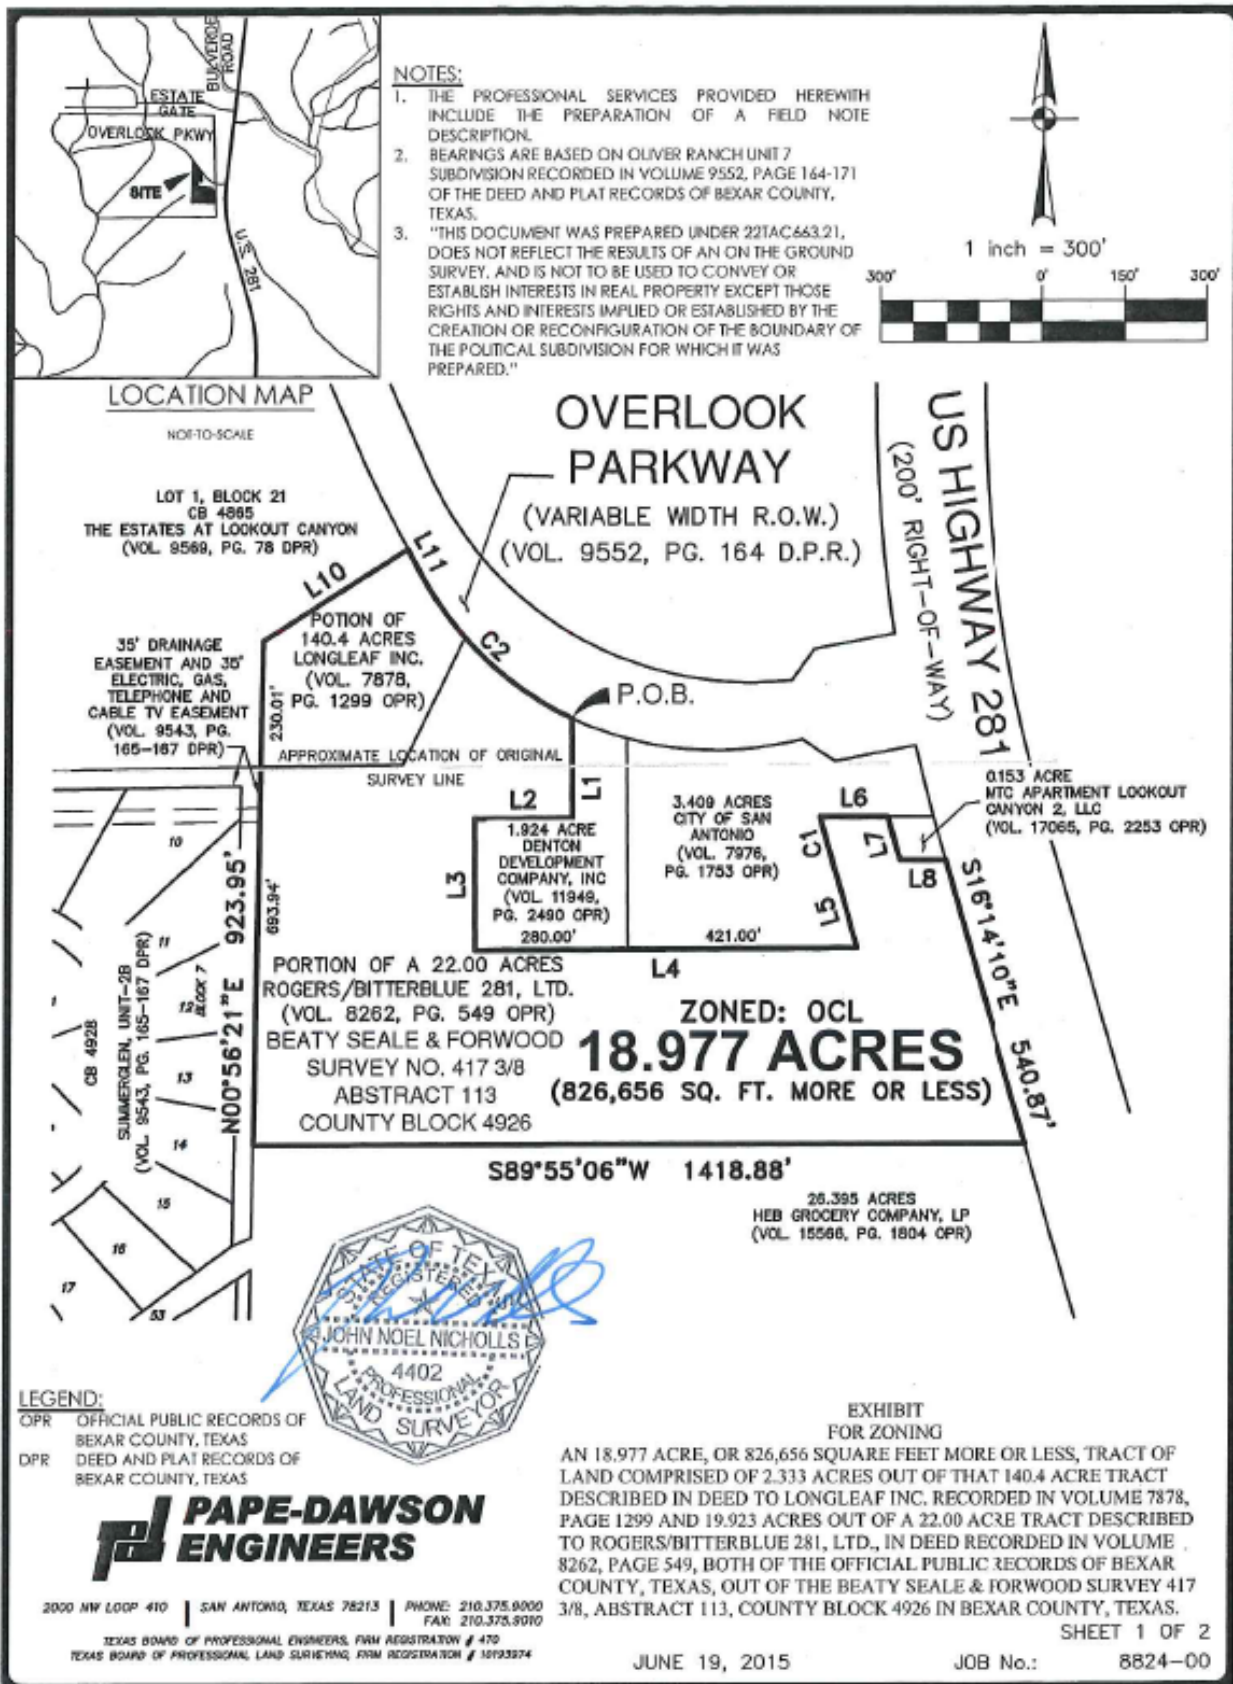 BULVERDE
ROAD
ESTATE
GATE
OVERLOOK PKWY
SITE
U.S. 281
LOCATION MAP
NOT-TO-SCALE
NOTES:
1. THE PROFESSIONAL SERVICES PROVIDED HEREWITH
INCLUDE THE PREPARATION OF A FIELD NOTE
DESCRIPTION.
2. BEARINGS ARE BASED ON OLIVER RANCH UNIT 7
SUBDIVISION RECORDED IN VOLUME 9552, PAGE 164-171
OF THE DEED AND PLAT RECORDS OF BEXAR COUNTY,
TEXAS.
3. "THIS DOCUMENT WAS PREPARED UNDER 22TAC663.21,
DOES NOT REFLECT THE RESULTS OF AN ON THE GROUND
SURVEY, AND IS NOT TO BE USED TO CONVEY OR
ESTABLISH INTERESTS IN REAL PROPERTY EXCEPT THOSE
RIGHTS AND INTERESTS IMPLIED OR ESTABLISHED BY THE
CREATION OR RECONFIGURATION OF THE BOUNDARY OF
THE POLITICAL SUBDIVISION FOR WHICH IT WAS
PREPARED."
1 inch = 300'
300' 0' 150' 300'
OVERLOOK
PARKWAY
(VARIABLE WIDTH R.O.W.)
(VOL. 9552, PG. 164 D.P.R.)
US HIGHWAY 281
(200' RIGHT-OF-WAY)
LOT 1, BLOCK 21
CB 4865
THE ESTATES AT LOOKOUT CANYON
(VOL. 9569, PG. 78 DPR)
L10
L11
C2
P.O.B.
POTION OF
140.4 ACRES
LONGLEAF INC.
(VOL. 7878,
PG. 1299 OPR)
35' DRAINAGE
EASEMENT AND 35'
ELECTRIC, GAS,
TELEPHONE AND
CABLE TV EASEMENT
(VOL. 9543, PG.
165-167 DPR)
230.01'
APPROXIMATE LOCATION OF ORIGINAL
SURVEY LINE
L1
L2
L3
1.924 ACRE
DENTON
DEVELOPMENT
COMPANY, INC
(VOL. 11949,
PG. 2490 OPR)
280.00'
3.409 ACRES
CITY OF SAN
ANTONIO
(VOL. 7976,
PG. 1753 OPR)
421.00'
L4
L6
C1
L7
L5
L8
0.153 ACRE
MTC APARTMENT LOOKOUT
CANYON 2, LLC
(VOL. 17065, PG. 2253 OPR)
S16°14'10"E 540.87'
693.94'
N00°56'21"E 923.95'
10
11
12
13
14
15
16
17
53
BLOCK 7
SUMMERGLEN, UNIT-2B
(VOL. 9543, PG. 165-167 DPR)
CB 4928
PORTION OF A 22.00 ACRES
ROGERS/BITTERBLUE 281, LTD.
(VOL. 8262, PG. 549 OPR)
BEATY SEALE & FORWOOD
SURVEY NO. 417 3/8
ABSTRACT 113
COUNTY BLOCK 4926
ZONED: OCL
18.977 ACRES
(826,656 SQ. FT. MORE OR LESS)
S89°55'06"W 1418.88'
26.395 ACRES
HEB GROCERY COMPANY, LP
(VOL. 15566, PG. 1804 OPR)
STATE OF TEXAS
REGISTERED
JOHN NOEL NICHOLLS
4402
PROFESSIONAL
LAND SURVEYOR
LEGEND:
OPR OFFICIAL PUBLIC RECORDS OF
BEXAR COUNTY, TEXAS
DPR DEED AND PLAT RECORDS OF
BEXAR COUNTY, TEXAS
PAPE-DAWSON
ENGINEERS
2000 NW LOOP 410 | SAN ANTONIO, TEXAS 78213 | PHONE: 210.375.9000
FAX: 210.375.9010
TEXAS BOARD OF PROFESSIONAL ENGINEERS, FIRM REGISTRATION # 470
TEXAS BOARD OF PROFESSIONAL LAND SURVEYING, FIRM REGISTRATION # 10193974
EXHIBIT
FOR ZONING
AN 18.977 ACRE, OR 826,656 SQUARE FEET MORE OR LESS, TRACT OF
LAND COMPRISED OF 2.333 ACRES OUT OF THAT 140.4 ACRE TRACT
DESCRIBED IN DEED TO LONGLEAF INC. RECORDED IN VOLUME 7878,
PAGE 1299 AND 19.923 ACRES OUT OF A 22.00 ACRE TRACT DESCRIBED
TO ROGERS/BITTERBLUE 281, LTD., IN DEED RECORDED IN VOLUME
8262, PAGE 549, BOTH OF THE OFFICIAL PUBLIC RECORDS OF BEXAR
COUNTY, TEXAS, OUT OF THE BEATY SEALE & FORWOOD SURVEY 417
3/8, ABSTRACT 113, COUNTY BLOCK 4926 IN BEXAR COUNTY, TEXAS.
SHEET 1 OF 2
JUNE 19, 2015 JOB No.: 8824-00